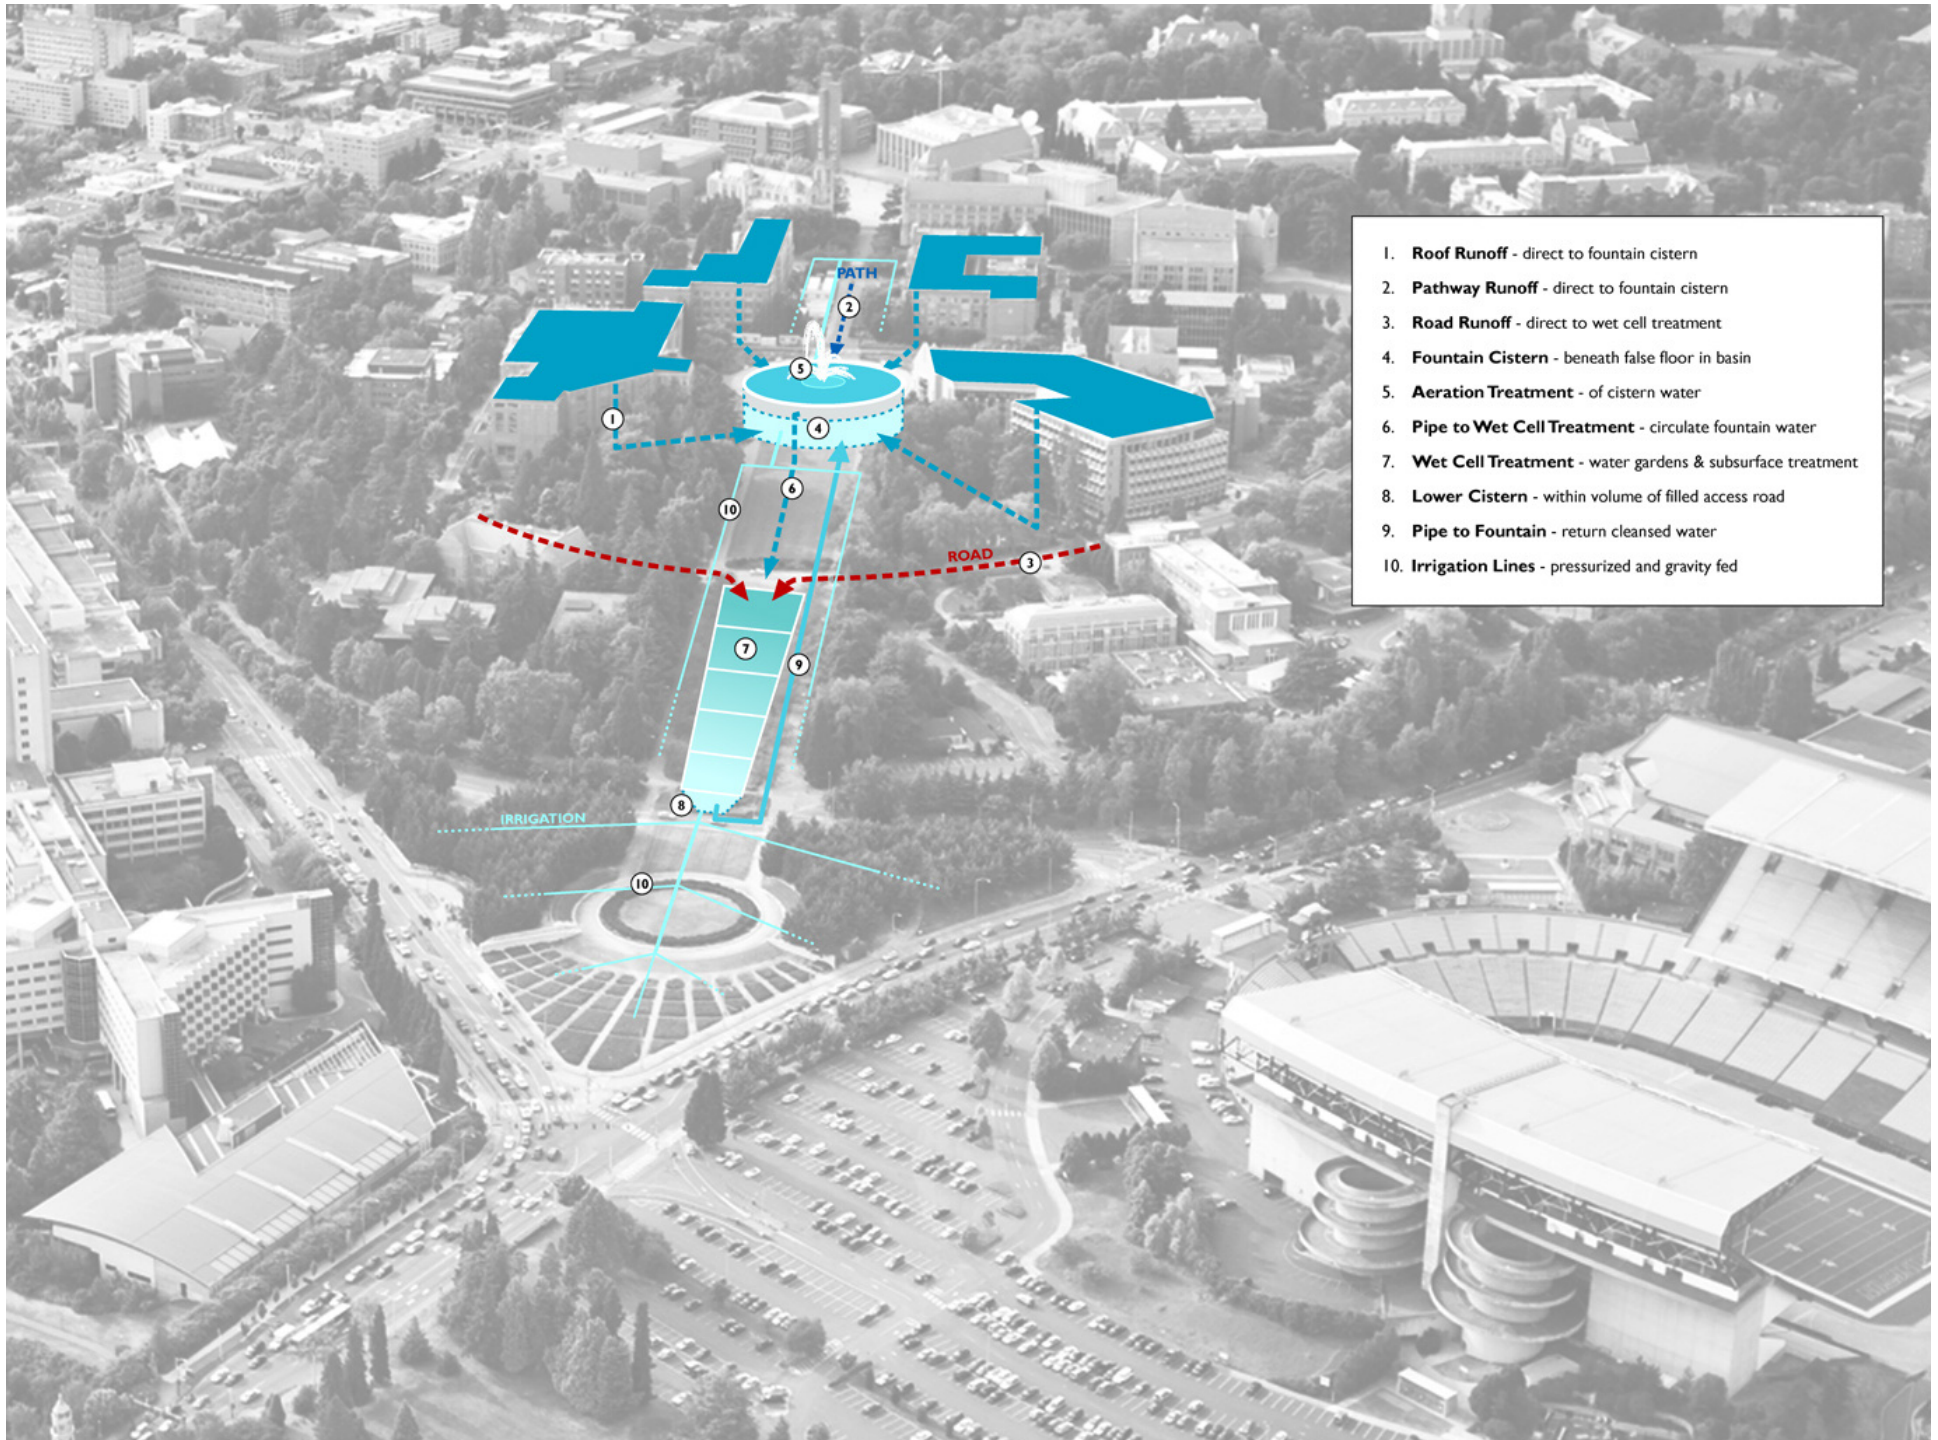 PATH
2
5
1
4
6
10
ROAD
3
7
9
8
IRRIGATION
10
1. Roof Runoff - direct to fountain cistern
2. Pathway Runoff - direct to fountain cistern
3. Road Runoff - direct to wet cell treatment
4. Fountain Cistern - beneath false floor in basin
5. Aeration Treatment - of cistern water
6. Pipe to Wet Cell Treatment - circulate fountain water
7. Wet Cell Treatment - water gardens & subsurface treatment
8. Lower Cistern - within volume of filled access road
9. Pipe to Fountain - return cleansed water
10. Irrigation Lines - pressurized and gravity fed